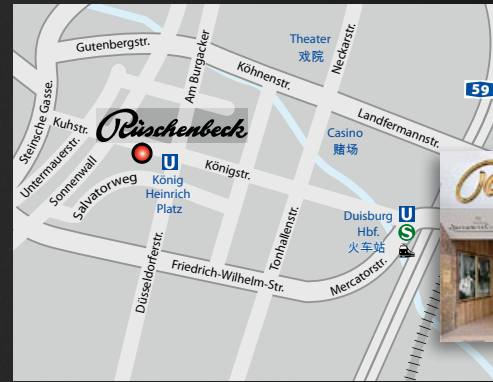 Gutenbergstr.
Am Burgacker
Theater
戏院
Neckarstr.
Köhnenstr.
59
Steinsche Gasse.
Kuhstr.
Rüschenbeck
Landfermannstr.
Casino
赌场
Untermauerstr.
Sonnenwall
Salvatorweg
U
König
Heinrich
Platz
Königstr.
Duisburg
Hbf.
火车站
U
S
Düsseldorferstr.
Tonhallenstr.
Friedrich-Wilhelm-Str.
Mercatorstr.